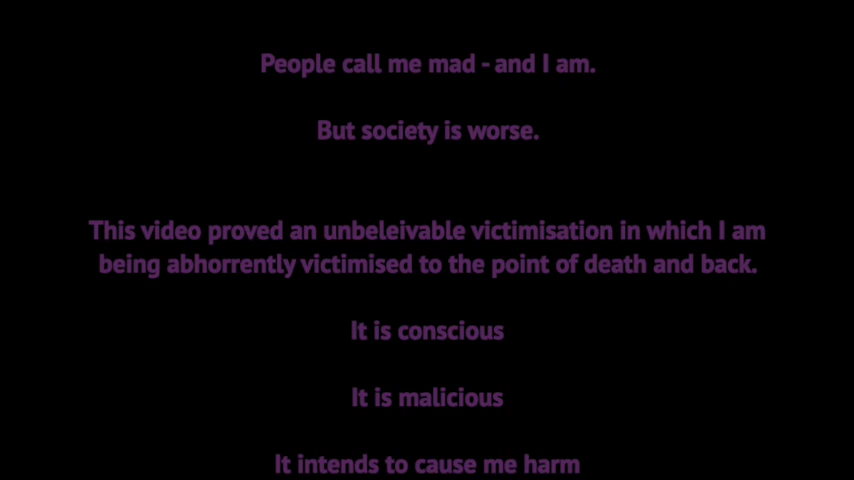 People call me mad - and I am.
But society is worse.
This video proved an unbeleivable victimisation in which I am
being abhorrently victimised to the point of death and back.
It is conscious
It is malicious
It intends to cause me harm